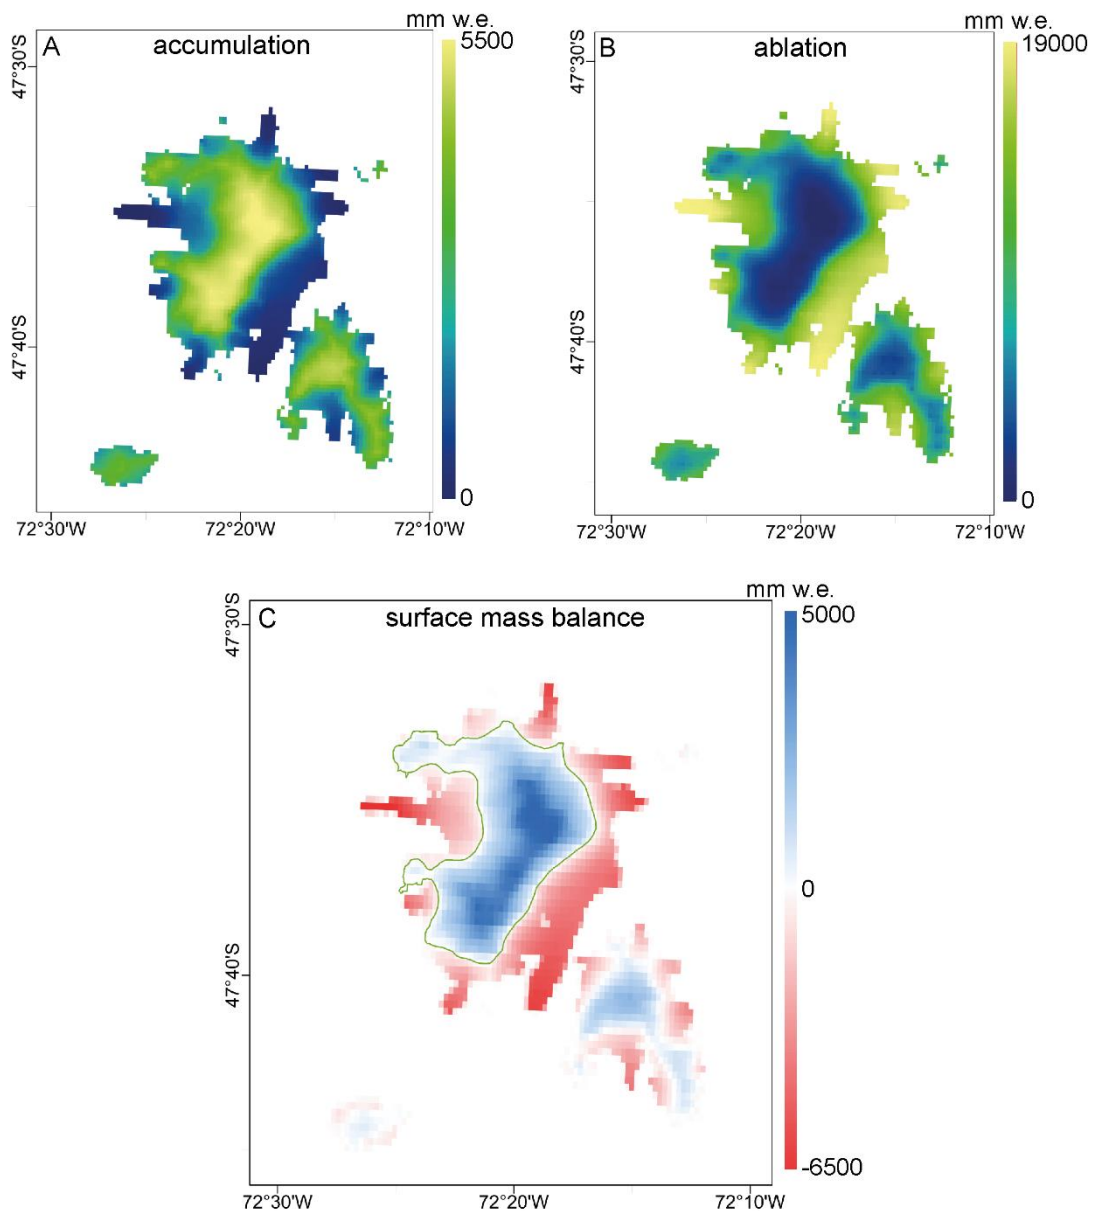 mm w.e.
A
accumulation
5500
47°30'S
47°40'S
0
72°30'W
72°20'W
72°10'W
mm w.e.
B
ablation
19000
47°30'S
47°40'S
0
72°30'W
72°20'W
72°10'W
mm w.e.
C
surface mass balance
5000
47°30'S
0
47°40'S
-6500
72°30'W
72°20'W
72°10'W